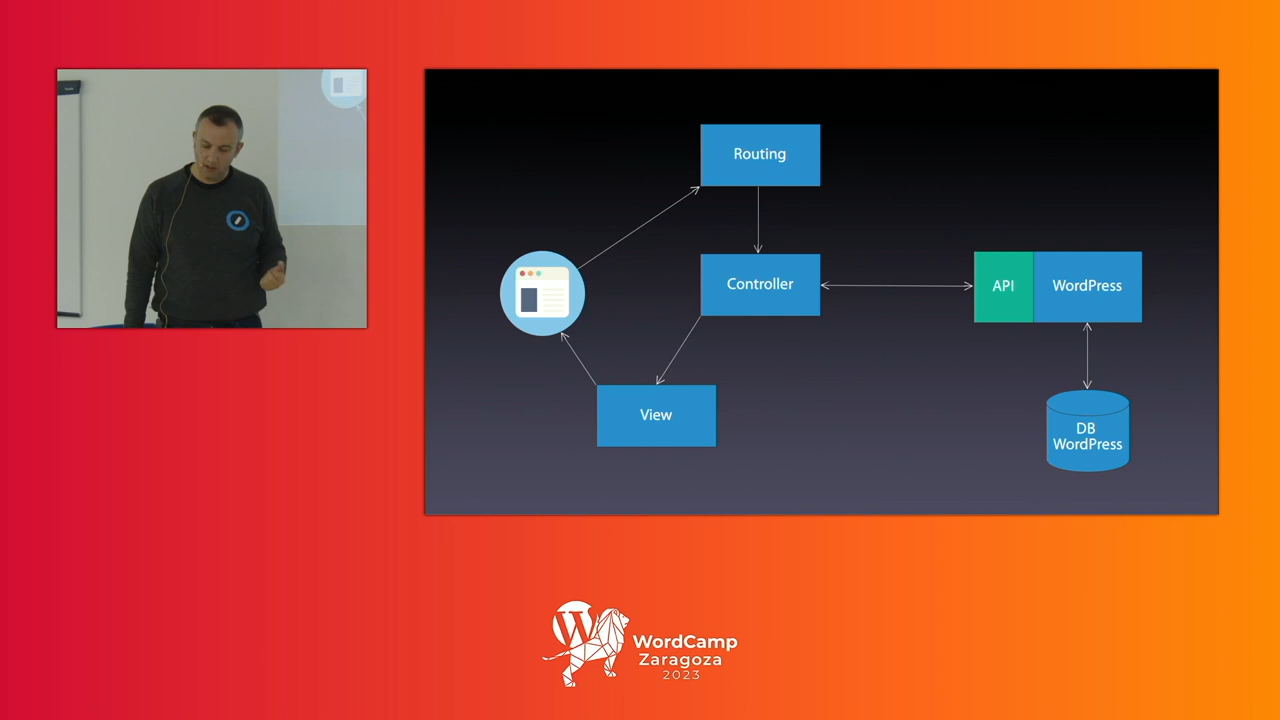 Routing
Controller
API
WordPress
View
DB
WordPress
WordCamp
Zaragoza
2023